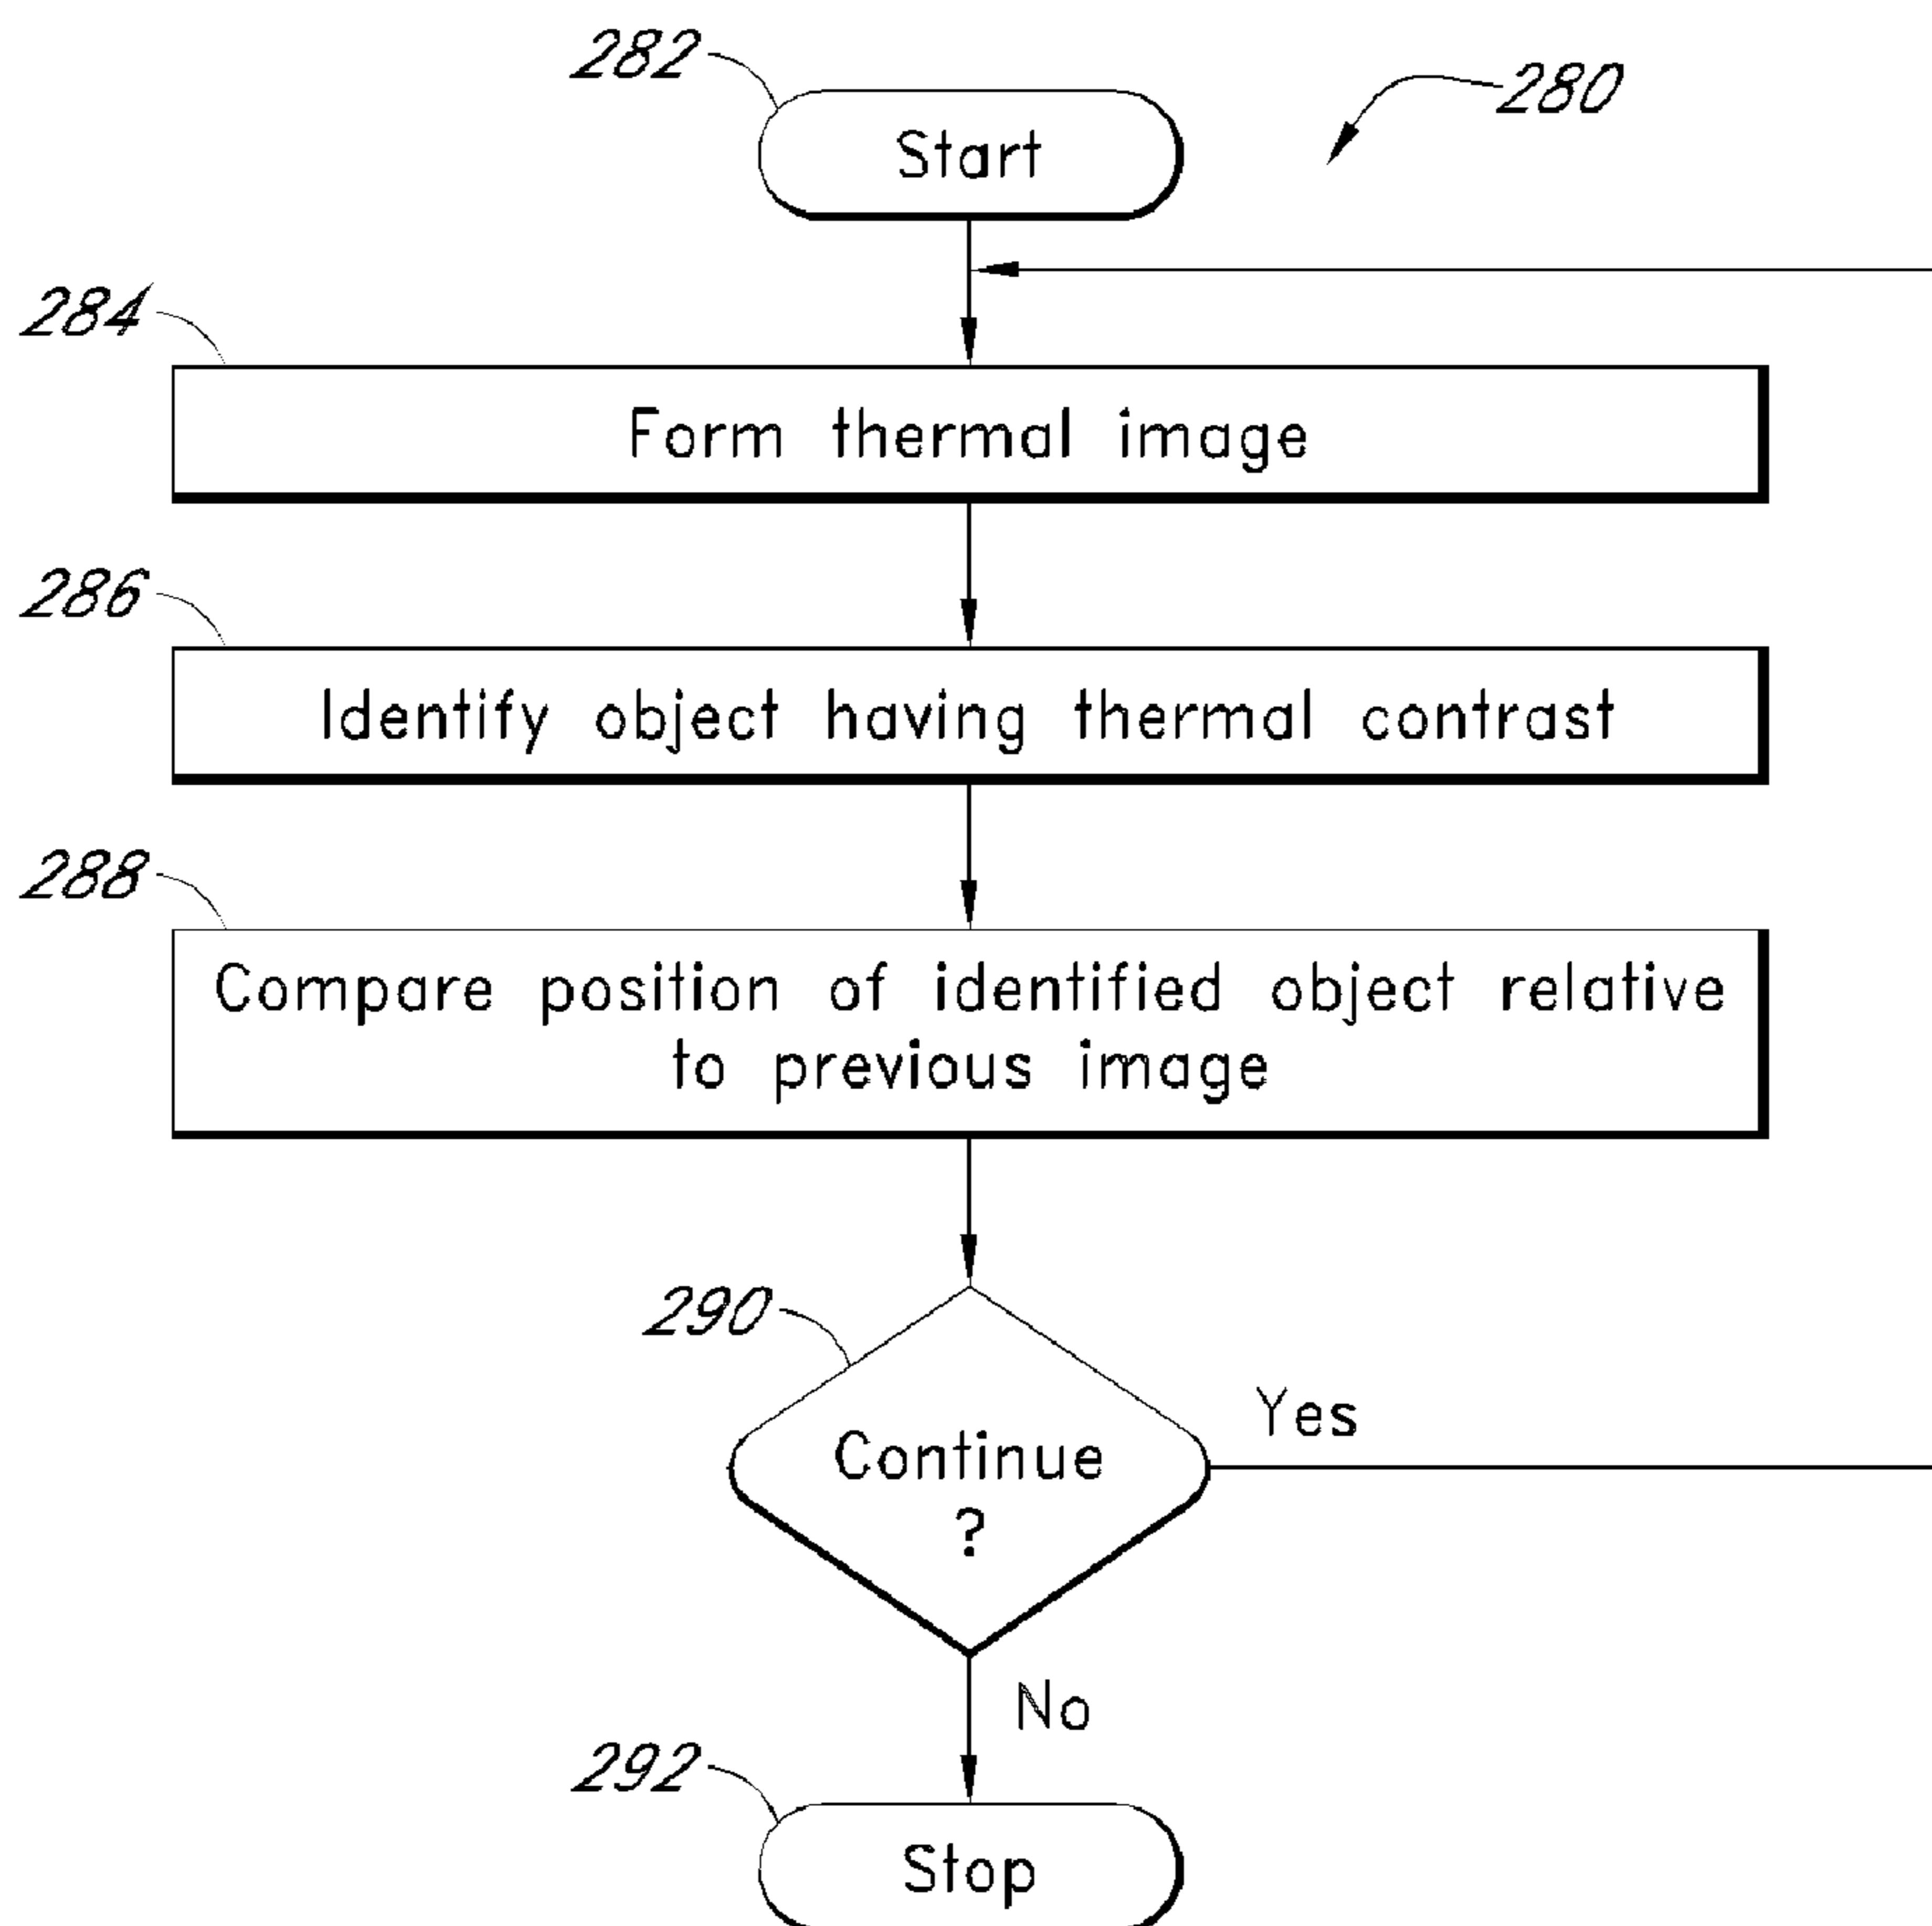 282
280
Start
284
Form thermal image
286
Identify object having thermal contrast
288
Compare position of identified object relative
to previous image
290
Continue
?
Yes
No
292
Stop